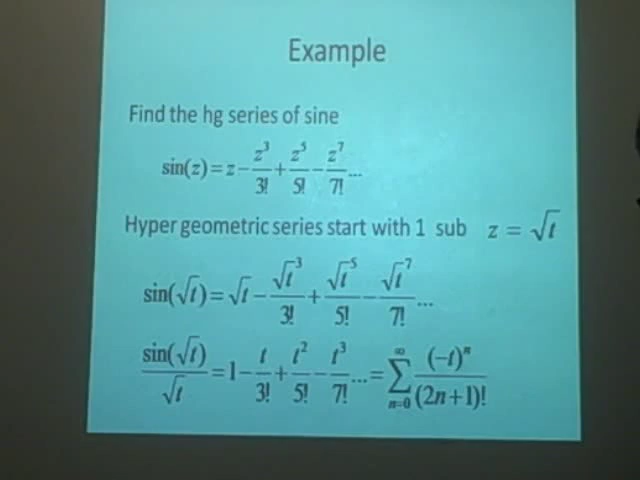 Example
Find the hg series of sine
sin(z)=z−z³/3!+z⁵/5!−z⁷/7!...
Hyper geometric series start with 1 sub z = √t
sin(√t)=√t−√t³/3!+√t⁵/5!−√t⁷/7!...
sin(√t)/√t=1−t/3!+t²/5!−t³/7!...=∑_{n=0}^{∞}(−t)ⁿ/(2n+1)!